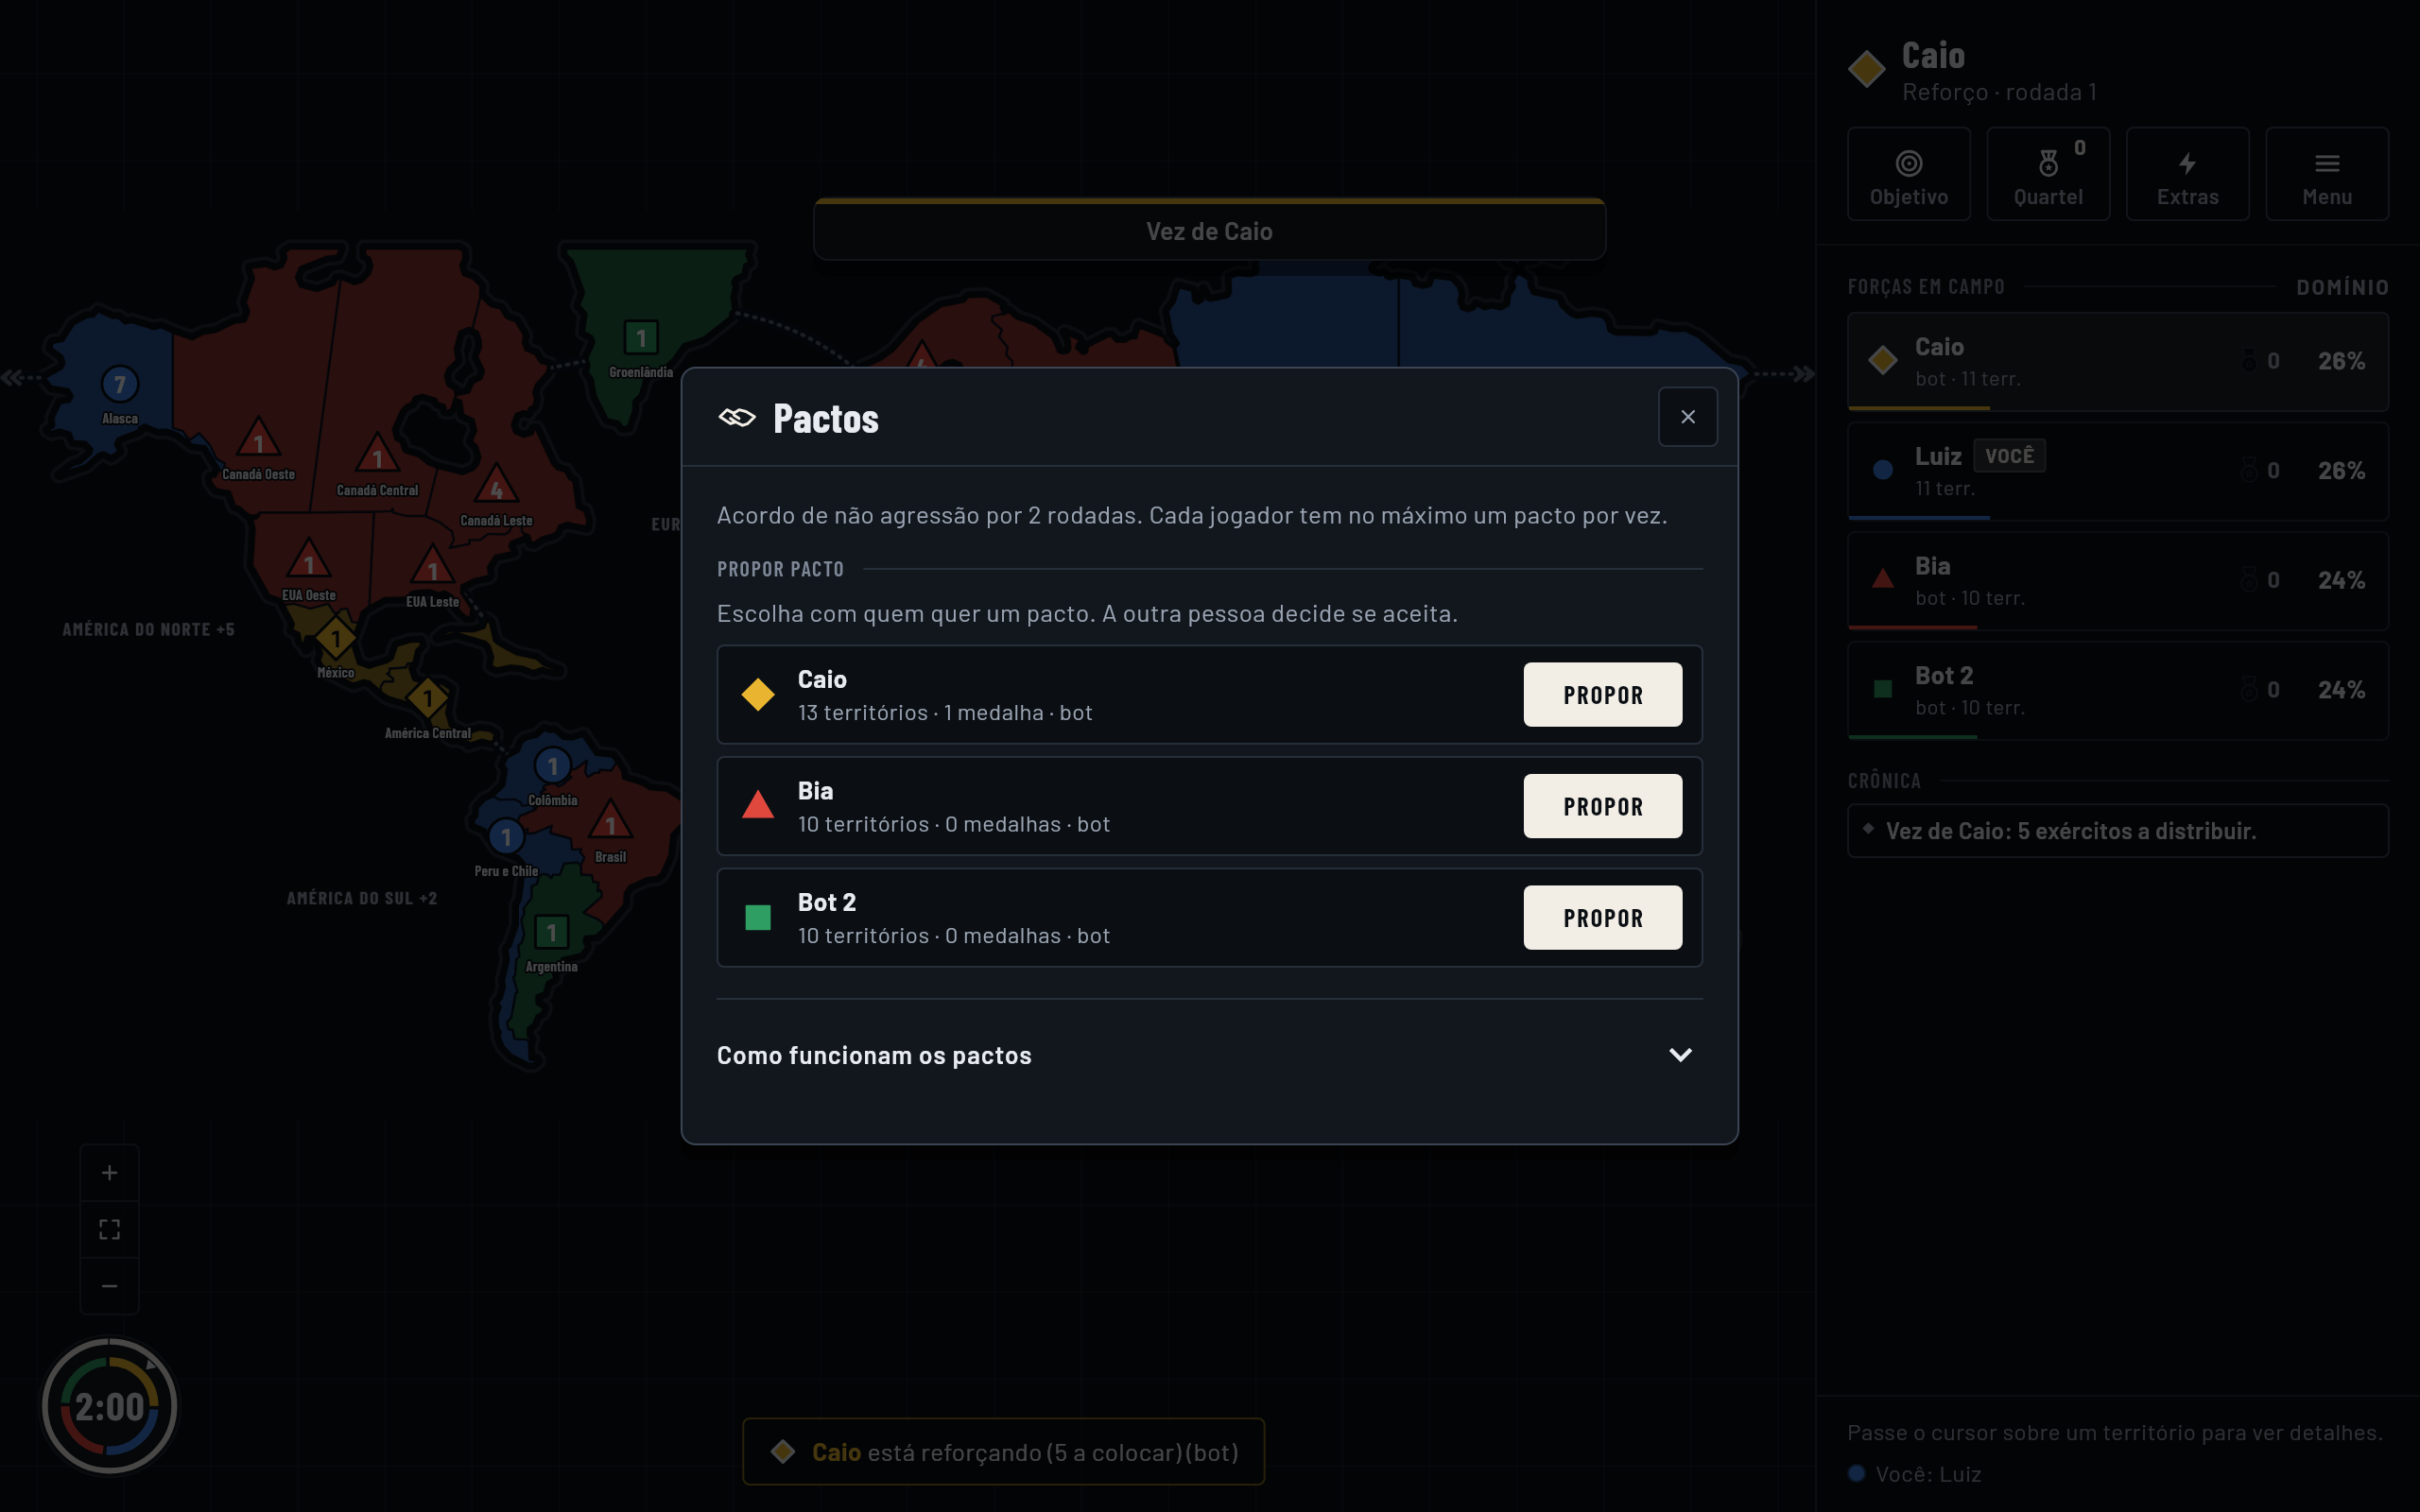 Caio
Reforço · rodada 1
Objetivo
0
Quartel
Extras
Menu
Vez de Caio
FORÇAS EM CAMPO
DOMÍNIO
Caio
bot · 11 terr.
0
26%
Luiz VOCÊ
11 terr.
0
26%
Bia
bot · 10 terr.
0
24%
Bot 2
bot · 10 terr.
0
24%
CRÔNICA
Vez de Caio: 5 exércitos a distribuir.
Passe o cursor sobre um território para ver detalhes.
Você: Luiz
7
Alasca
1
Canadá Oeste
1
Canadá Central
4
Canadá Leste
1
Groenlândia
4
1
EUA Oeste
1
EUA Leste
EUR
AMÉRICA DO NORTE +5
1
México
1
América Central
1
Colômbia
1
Peru e Chile
1
Brasil
AMÉRICA DO SUL +2
1
Argentina
Pactos
×
Acordo de não agressão por 2 rodadas. Cada jogador tem no máximo um pacto por vez.
PROPOR PACTO
Escolha com quem quer um pacto. A outra pessoa decide se aceita.
Caio
13 territórios · 1 medalha · bot
PROPOR
Bia
10 territórios · 0 medalhas · bot
PROPOR
Bot 2
10 territórios · 0 medalhas · bot
PROPOR
Como funcionam os pactos
+
−
2:00
Caio está reforçando (5 a colocar) (bot)